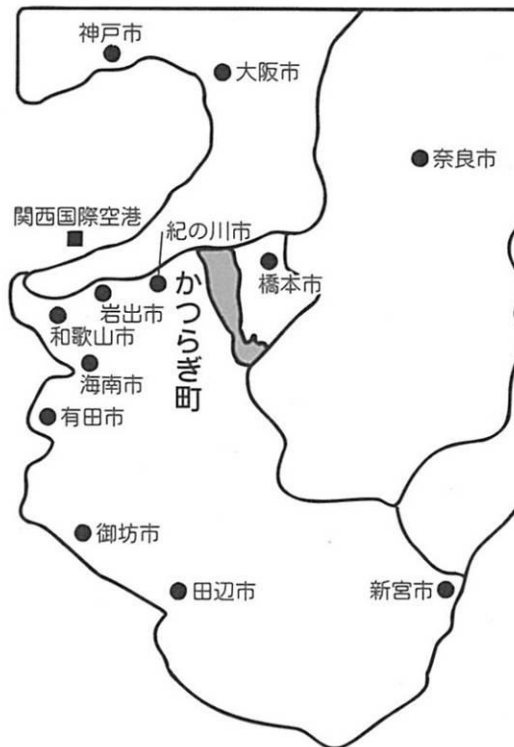 神戸市
大阪市
奈良市
関西国際空港
紀の川市
橋本市
岩出市
かつらぎ町
和歌山市
海南市
有田市
御坊市
田辺市
新宮市